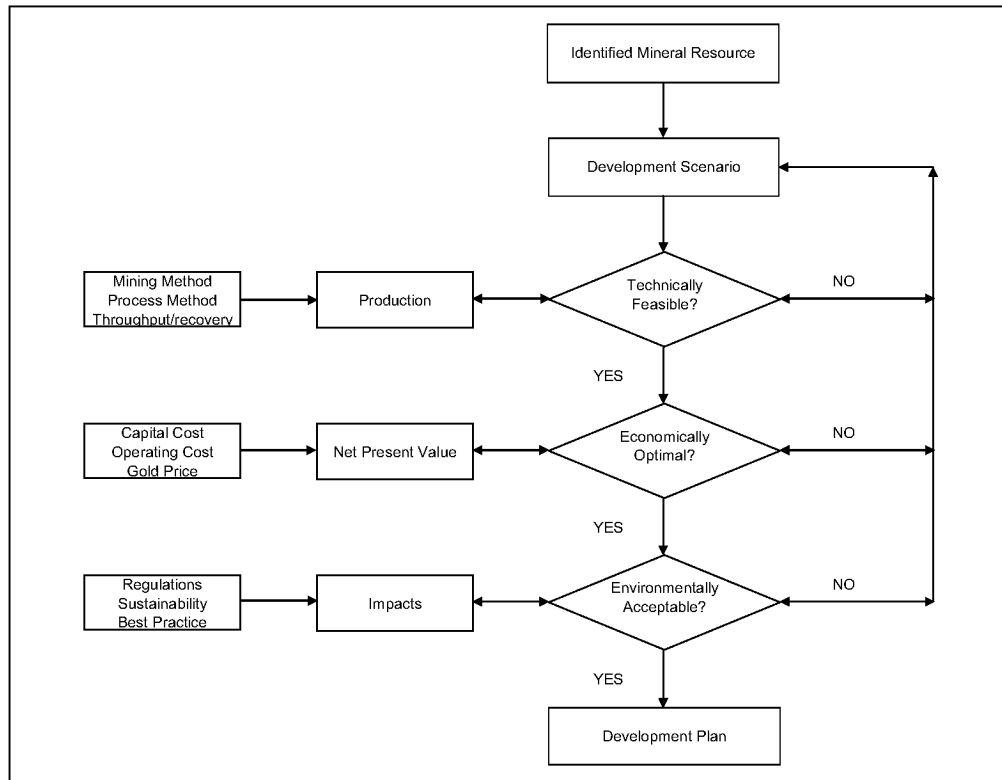 Identified Mineral Resource
Development Scenario
Mining Method
Process Method
Throughput/recovery
Production
Technically
Feasible?
NO
YES
Capital Cost
Operating Cost
Gold Price
Net Present Value
Economically
Optimal?
NO
YES
Regulations
Sustainability
Best Practice
Impacts
Environmentally
Acceptable?
NO
YES
Development Plan